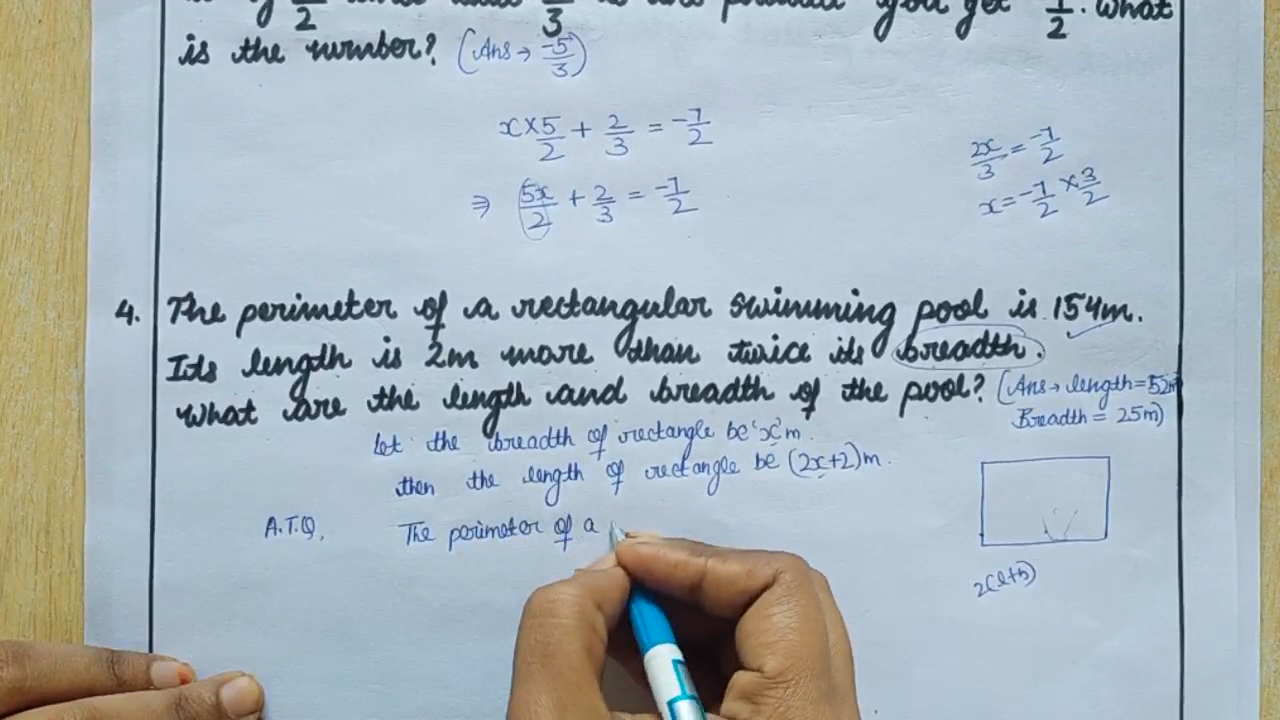 is the number? (Ans → -5/3)
x × 5/2 + 2/3 = -7/2
⇒ 5x/2 + 2/3 = -7/2
2x/3 = -7/2
x = -7/2 × 3/2
4. The perimeter of a rectangular swimming pool is 154m.
Its length is 2m more than twice its breadth.
What are the length and breadth of the pool? (Ans → length = 52m
Breadth = 25m)
Let the breadth of rectangle be 'x' m.
then the length of rectangle be (2x+2) m.
A.T.Q, The perimeter of a
2(l+b)